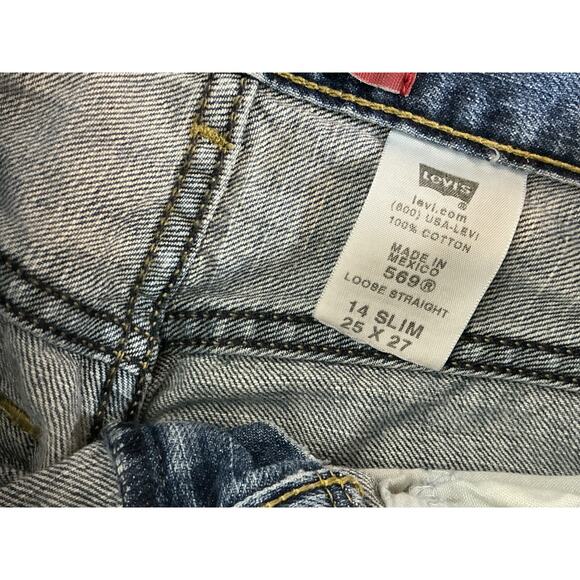 LEVI'S
®
levi.com
(800) USA-LEVI
100% COTTON
MADE IN
MEXICO
569®
LOOSE STRAIGHT
14 SLIM
25 X 27